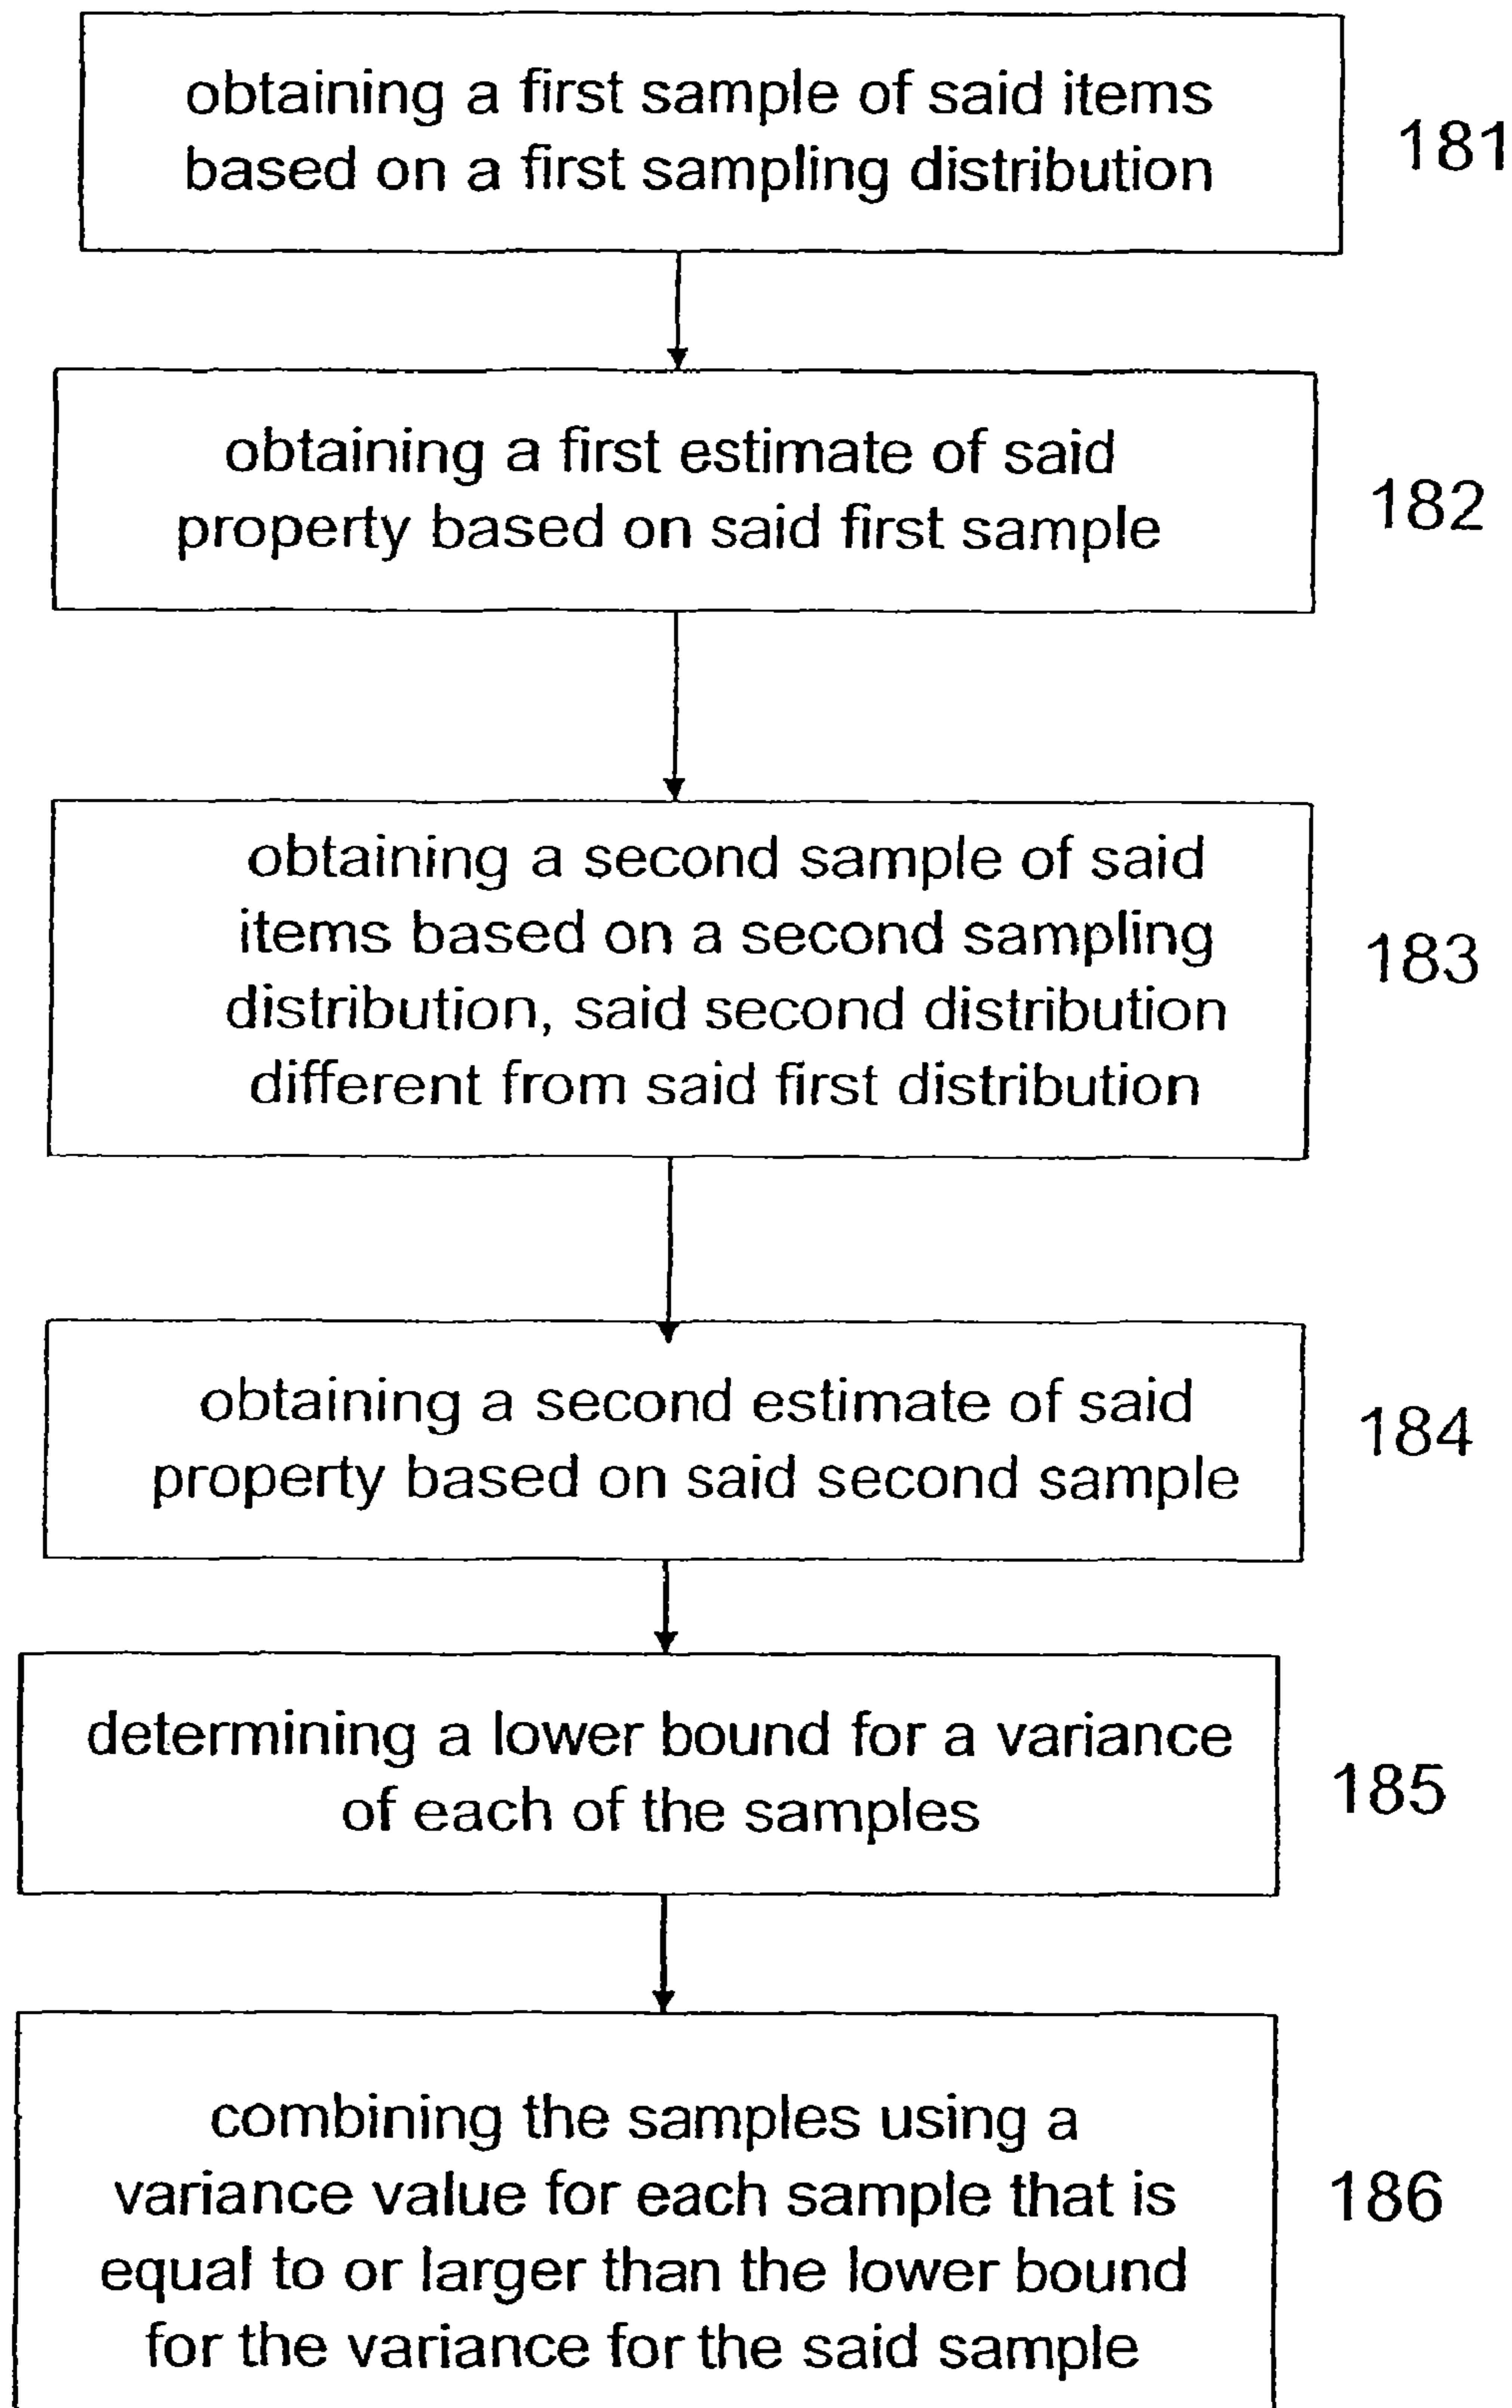 obtaining a first sample of said items
based on a first sampling distribution
181
obtaining a first estimate of said
property based on said first sample
182
obtaining a second sample of said
items based on a second sampling
distribution, said second distribution
different from said first distribution
183
obtaining a second estimate of said
property based on said second sample
184
determining a lower bound for a variance
of each of the samples
185
combining the samples using a
variance value for each sample that is
equal to or larger than the lower bound
for the variance for the said sample
186